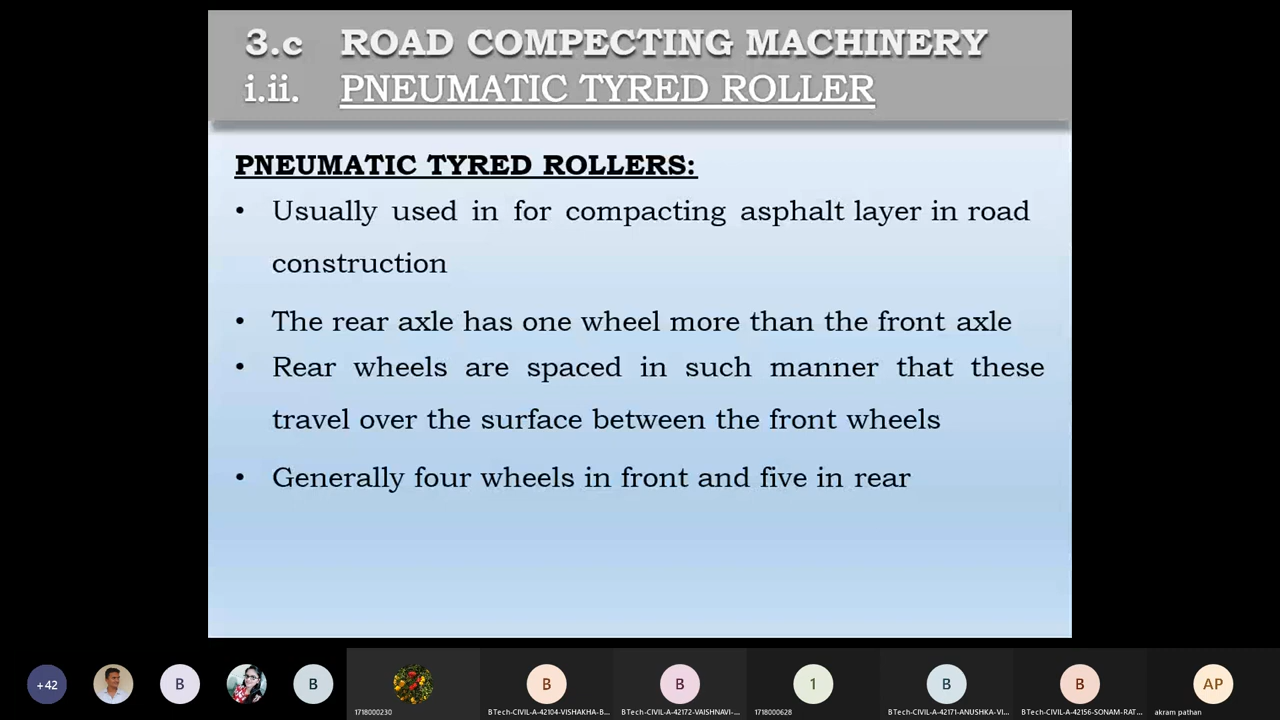 3.c ROAD COMPECTING MACHINERY
i.ii. PNEUMATIC TYRED ROLLER
PNEUMATIC TYRED ROLLERS:
• Usually used in for compacting asphalt layer in road
construction
• The rear axle has one wheel more than the front axle
• Rear wheels are spaced in such manner that these
travel over the surface between the front wheels
• Generally four wheels in front and five in rear
+42 B B B B 1 B B AP
1718000230 BTech-CIVIL-A-42104-VISHAKHA-B... BTech-CIVIL-A-42172-VAISHNAVI-... 1718000628 BTech-CIVIL-A-42171-ANUSHKA-VI... BTech-CIVIL-A-42156-SONAM-RAT... akram pathan